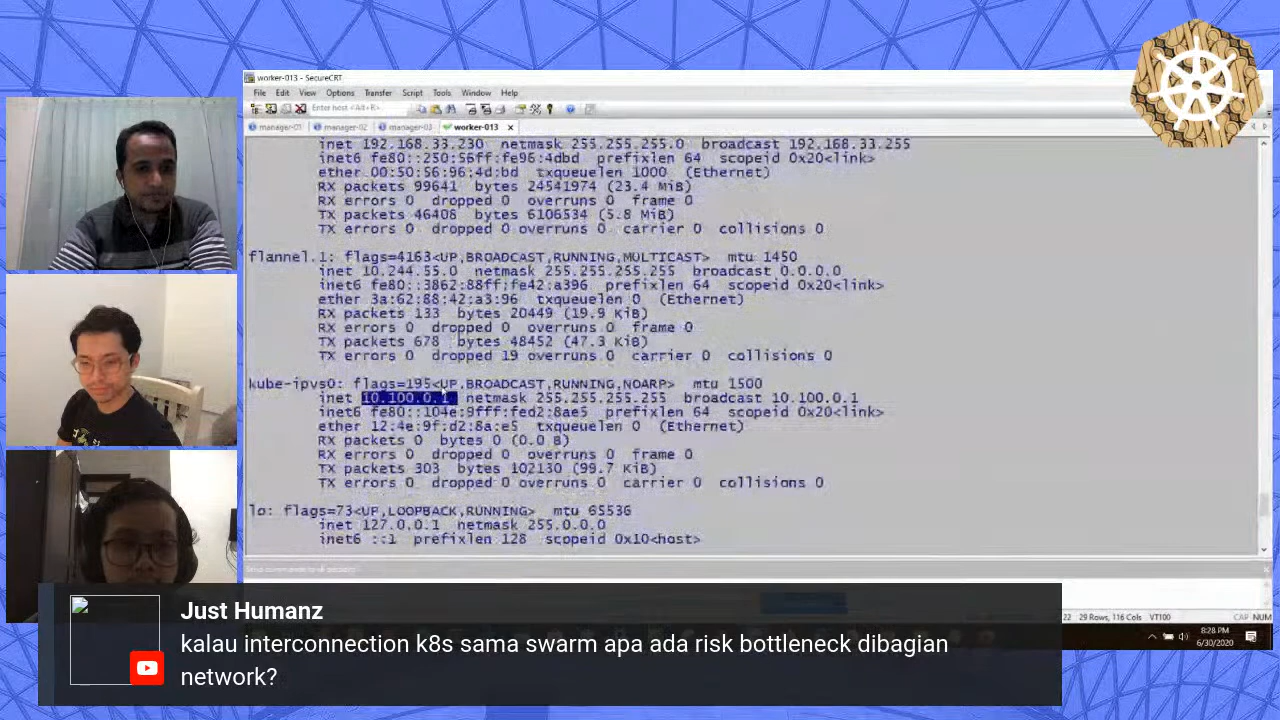 worker-013 - SecureCRT
File Edit View Options Transfer Script Tools Window Help
Enter host <Alt+R>
manager-01 manager-02 manager-03 worker-013
inet 192.168.33.230 netmask 255.255.255.0 broadcast 192.168.33.255
inet6 fe80::250:56ff:fe96:4dbd prefixlen 64 scopeid 0x20<link>
ether 00:50:56:96:4d:bd txqueuelen 1000 (Ethernet)
RX packets 99641 bytes 24541974 (23.4 MiB)
RX errors 0 dropped 0 overruns 0 frame 0
TX packets 46408 bytes 6106534 (5.8 MiB)
TX errors 0 dropped 0 overruns 0 carrier 0 collisions 0
flannel.1: flags=4163<UP,BROADCAST,RUNNING,MULTICAST> mtu 1450
inet 10.244.55.0 netmask 255.255.255.255 broadcast 0.0.0.0
inet6 fe80::3862:88ff:fe42:a396 prefixlen 64 scopeid 0x20<link>
ether 3a:62:88:42:a3:96 txqueuelen 0 (Ethernet)
RX packets 133 bytes 20449 (19.9 KiB)
RX errors 0 dropped 0 overruns 0 frame 0
TX packets 678 bytes 48452 (47.3 KiB)
TX errors 0 dropped 19 overruns 0 carrier 0 collisions 0
kube-ipvs0: flags=195<UP,BROADCAST,RUNNING,NOARP> mtu 1500
inet 10.100.0.1 netmask 255.255.255.255 broadcast 10.100.0.1
inet6 fe80::104e:9fff:fed2:8ae5 prefixlen 64 scopeid 0x20<link>
ether 12:4e:9f:d2:8a:e5 txqueuelen 0 (Ethernet)
RX packets 0 bytes 0 (0.0 B)
RX errors 0 dropped 0 overruns 0 frame 0
TX packets 303 bytes 102130 (99.7 KiB)
TX errors 0 dropped 0 overruns 0 carrier 0 collisions 0
lo: flags=73<UP,LOOPBACK,RUNNING> mtu 65536
inet 127.0.0.1 netmask 255.0.0.0
inet6 ::1 prefixlen 128 scopeid 0x10<host>
22 29 Rows, 116 Cols VT100 CAP NUM
8:28 PM
6/30/2020
Just Humanz
kalau interconnection k8s sama swarm apa ada risk bottleneck dibagian
network?